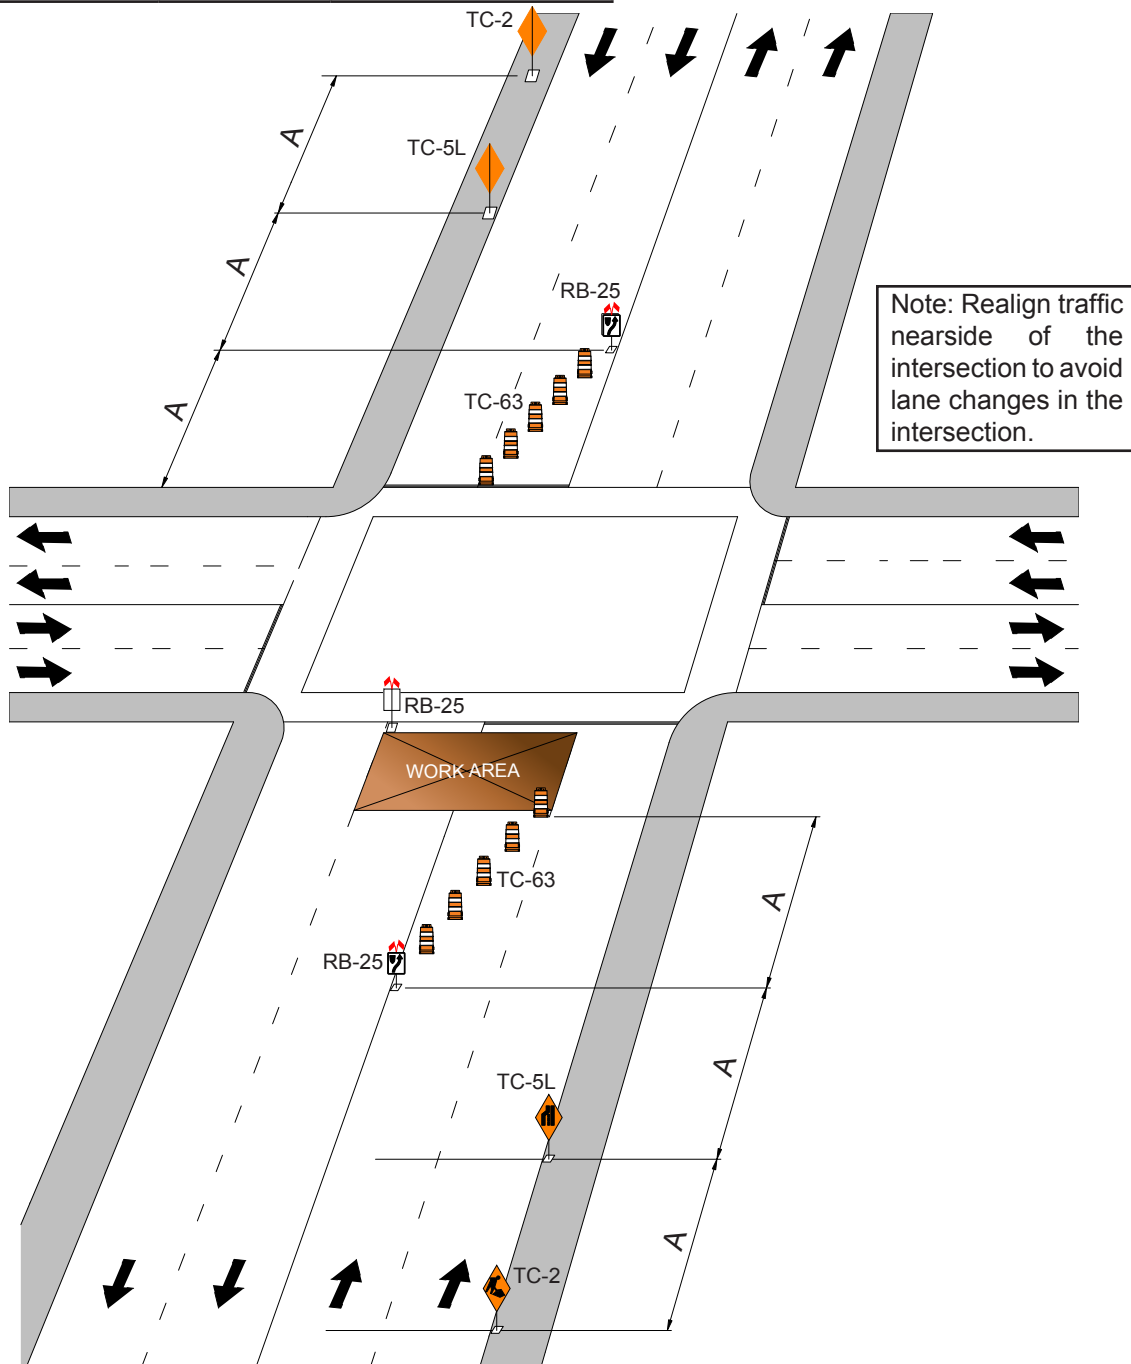 TC-2
A
TC-5L
A
RB-25
Note: Realign traffic
nearside of the
intersection to avoid
lane changes in the
intersection.
TC-63
A
RB-25
WORK AREA
TC-63
A
RB-25
A
TC-5L
A
TC-2